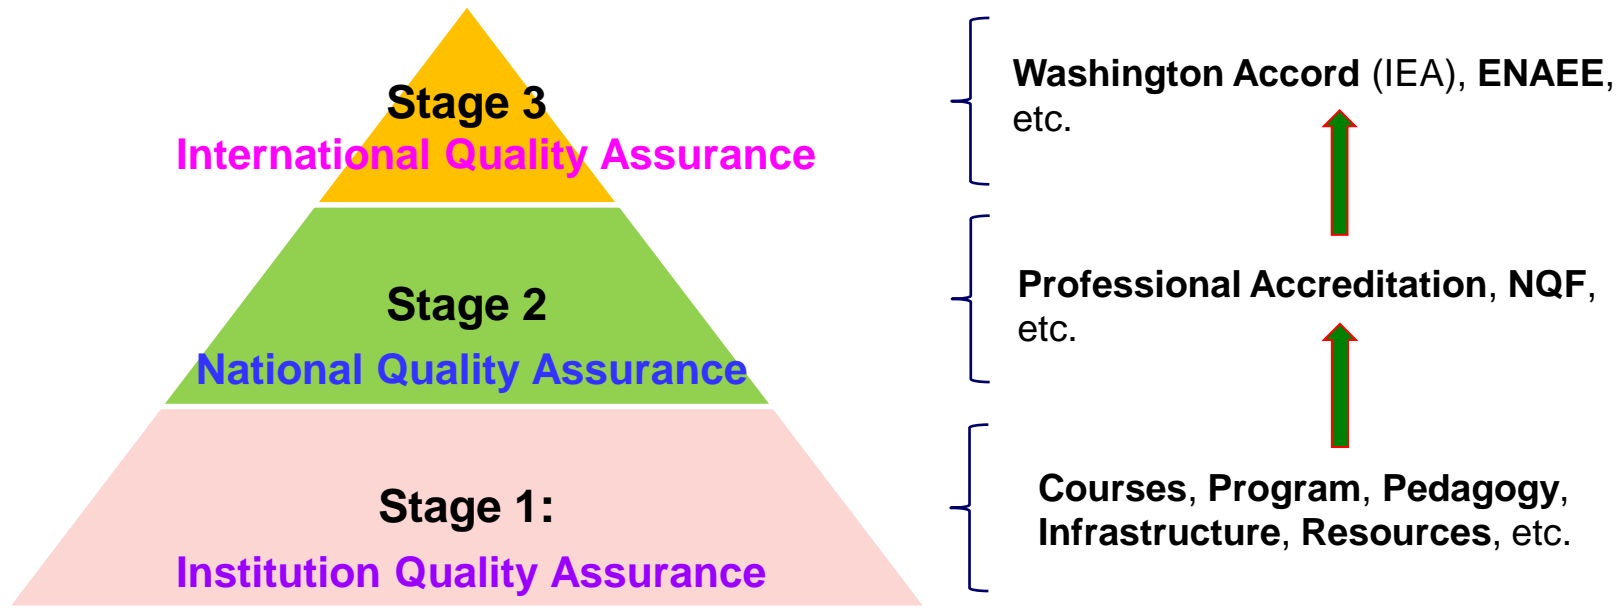 Stage 3
International Quality Assurance
Washington Accord (IEA), ENAEE,
etc.
Stage 2
National Quality Assurance
Professional Accreditation, NQF,
etc.
Stage 1:
Institution Quality Assurance
Courses, Program, Pedagogy,
Infrastructure, Resources, etc.